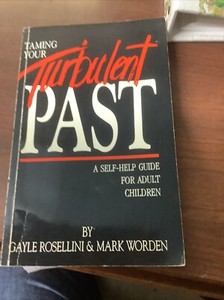 TAMING
YOUR
Turbulent
PAST
A SELF-HELP GUIDE
FOR ADULT
CHILDREN
BY
GAYLE ROSELLINI & MARK WORDEN